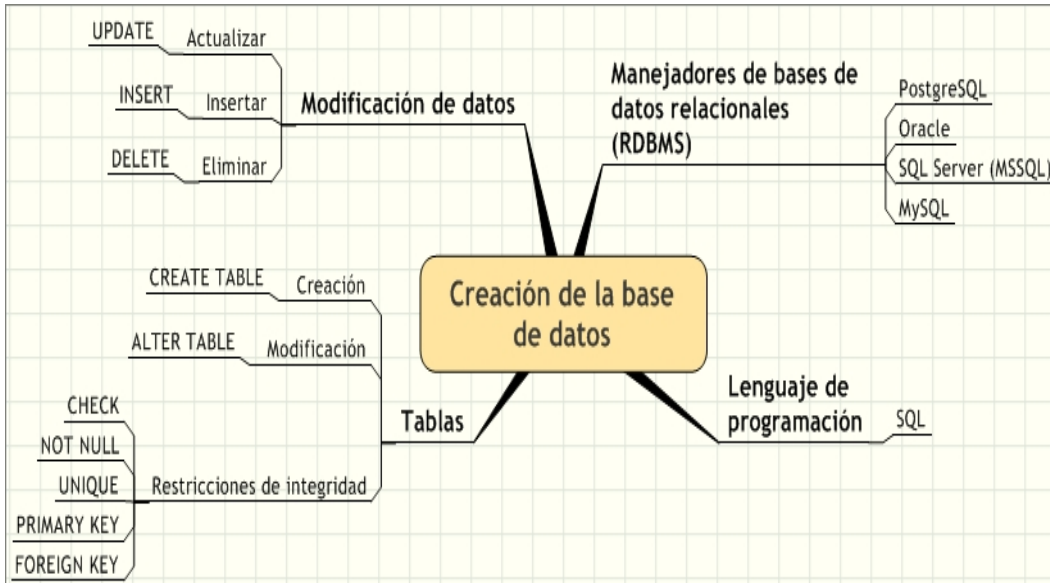 Creación de la base
de datos
Modificación de datos
Actualizar
UPDATE
Insertar
INSERT
Eliminar
DELETE
Manejadores de bases de
datos relacionales
(RDBMS)
PostgreSQL
Oracle
SQL Server (MSSQL)
MySQL
Tablas
Creación
CREATE TABLE
Modificación
ALTER TABLE
Restricciones de integridad
CHECK
NOT NULL
UNIQUE
PRIMARY KEY
FOREIGN KEY
Lenguaje de
programación
SQL